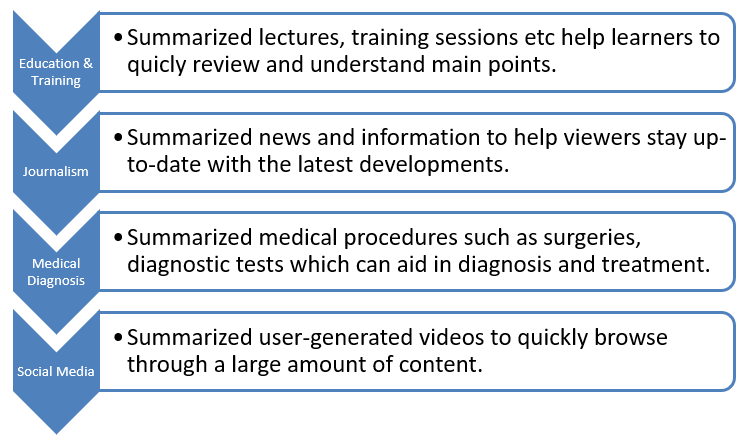 Education &
Training
• Summarized lectures, training sessions etc help learners to
quicly review and understand main points.
Journalism
• Summarized news and information to help viewers stay up-
to-date with the latest developments.
Medical
Diagnosis
• Summarized medical procedures such as surgeries,
diagnostic tests which can aid in diagnosis and treatment.
Social Media
• Summarized user-generated videos to quickly browse
through a large amount of content.